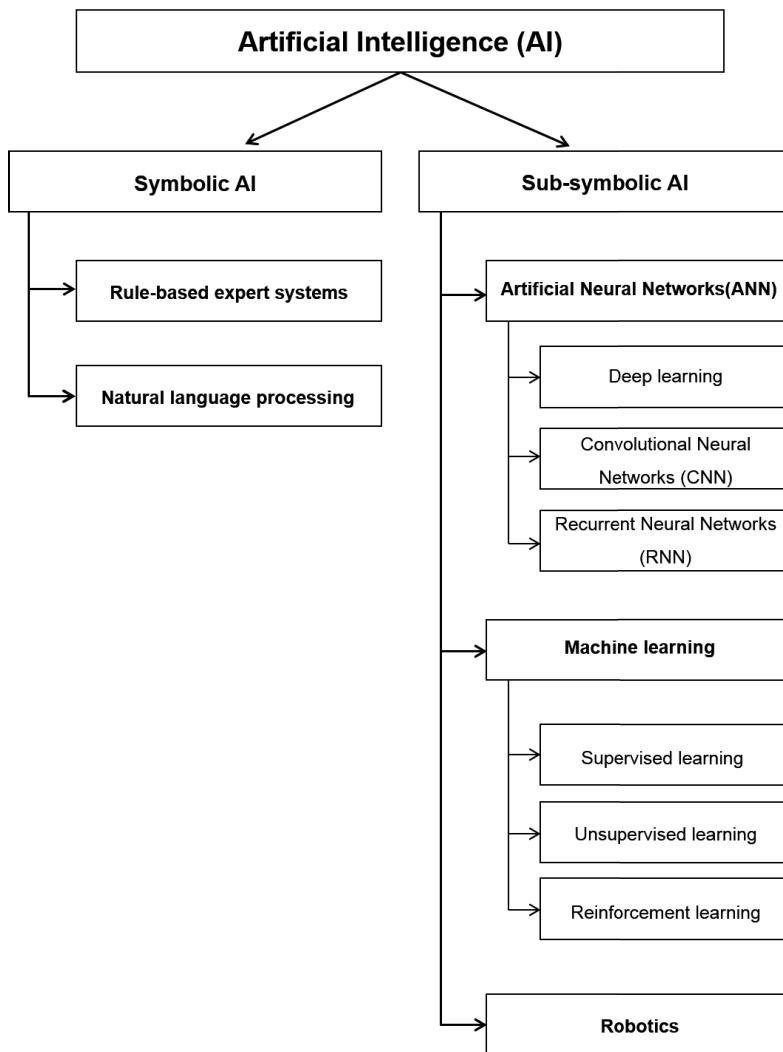 Artificial Intelligence (AI)
Symbolic AI
Rule-based expert systems
Natural language processing
Sub-symbolic AI
Artificial Neural Networks(ANN)
Deep learning
Convolutional Neural
Networks (CNN)
Recurrent Neural Networks
(RNN)
Machine learning
Supervised learning
Unsupervised learning
Reinforcement learning
Robotics